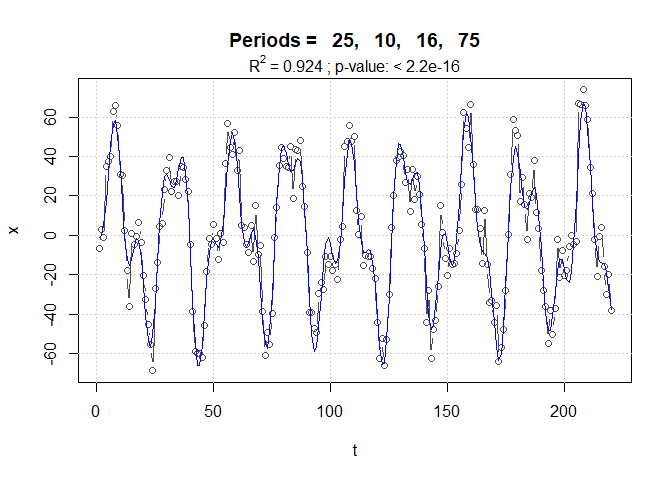 Periods = 25, 10, 16, 75
R² = 0.924 ; p-value: < 2.2e-16
x
60
40
20
0
-20
-40
-60
0 50 100 150 200
t